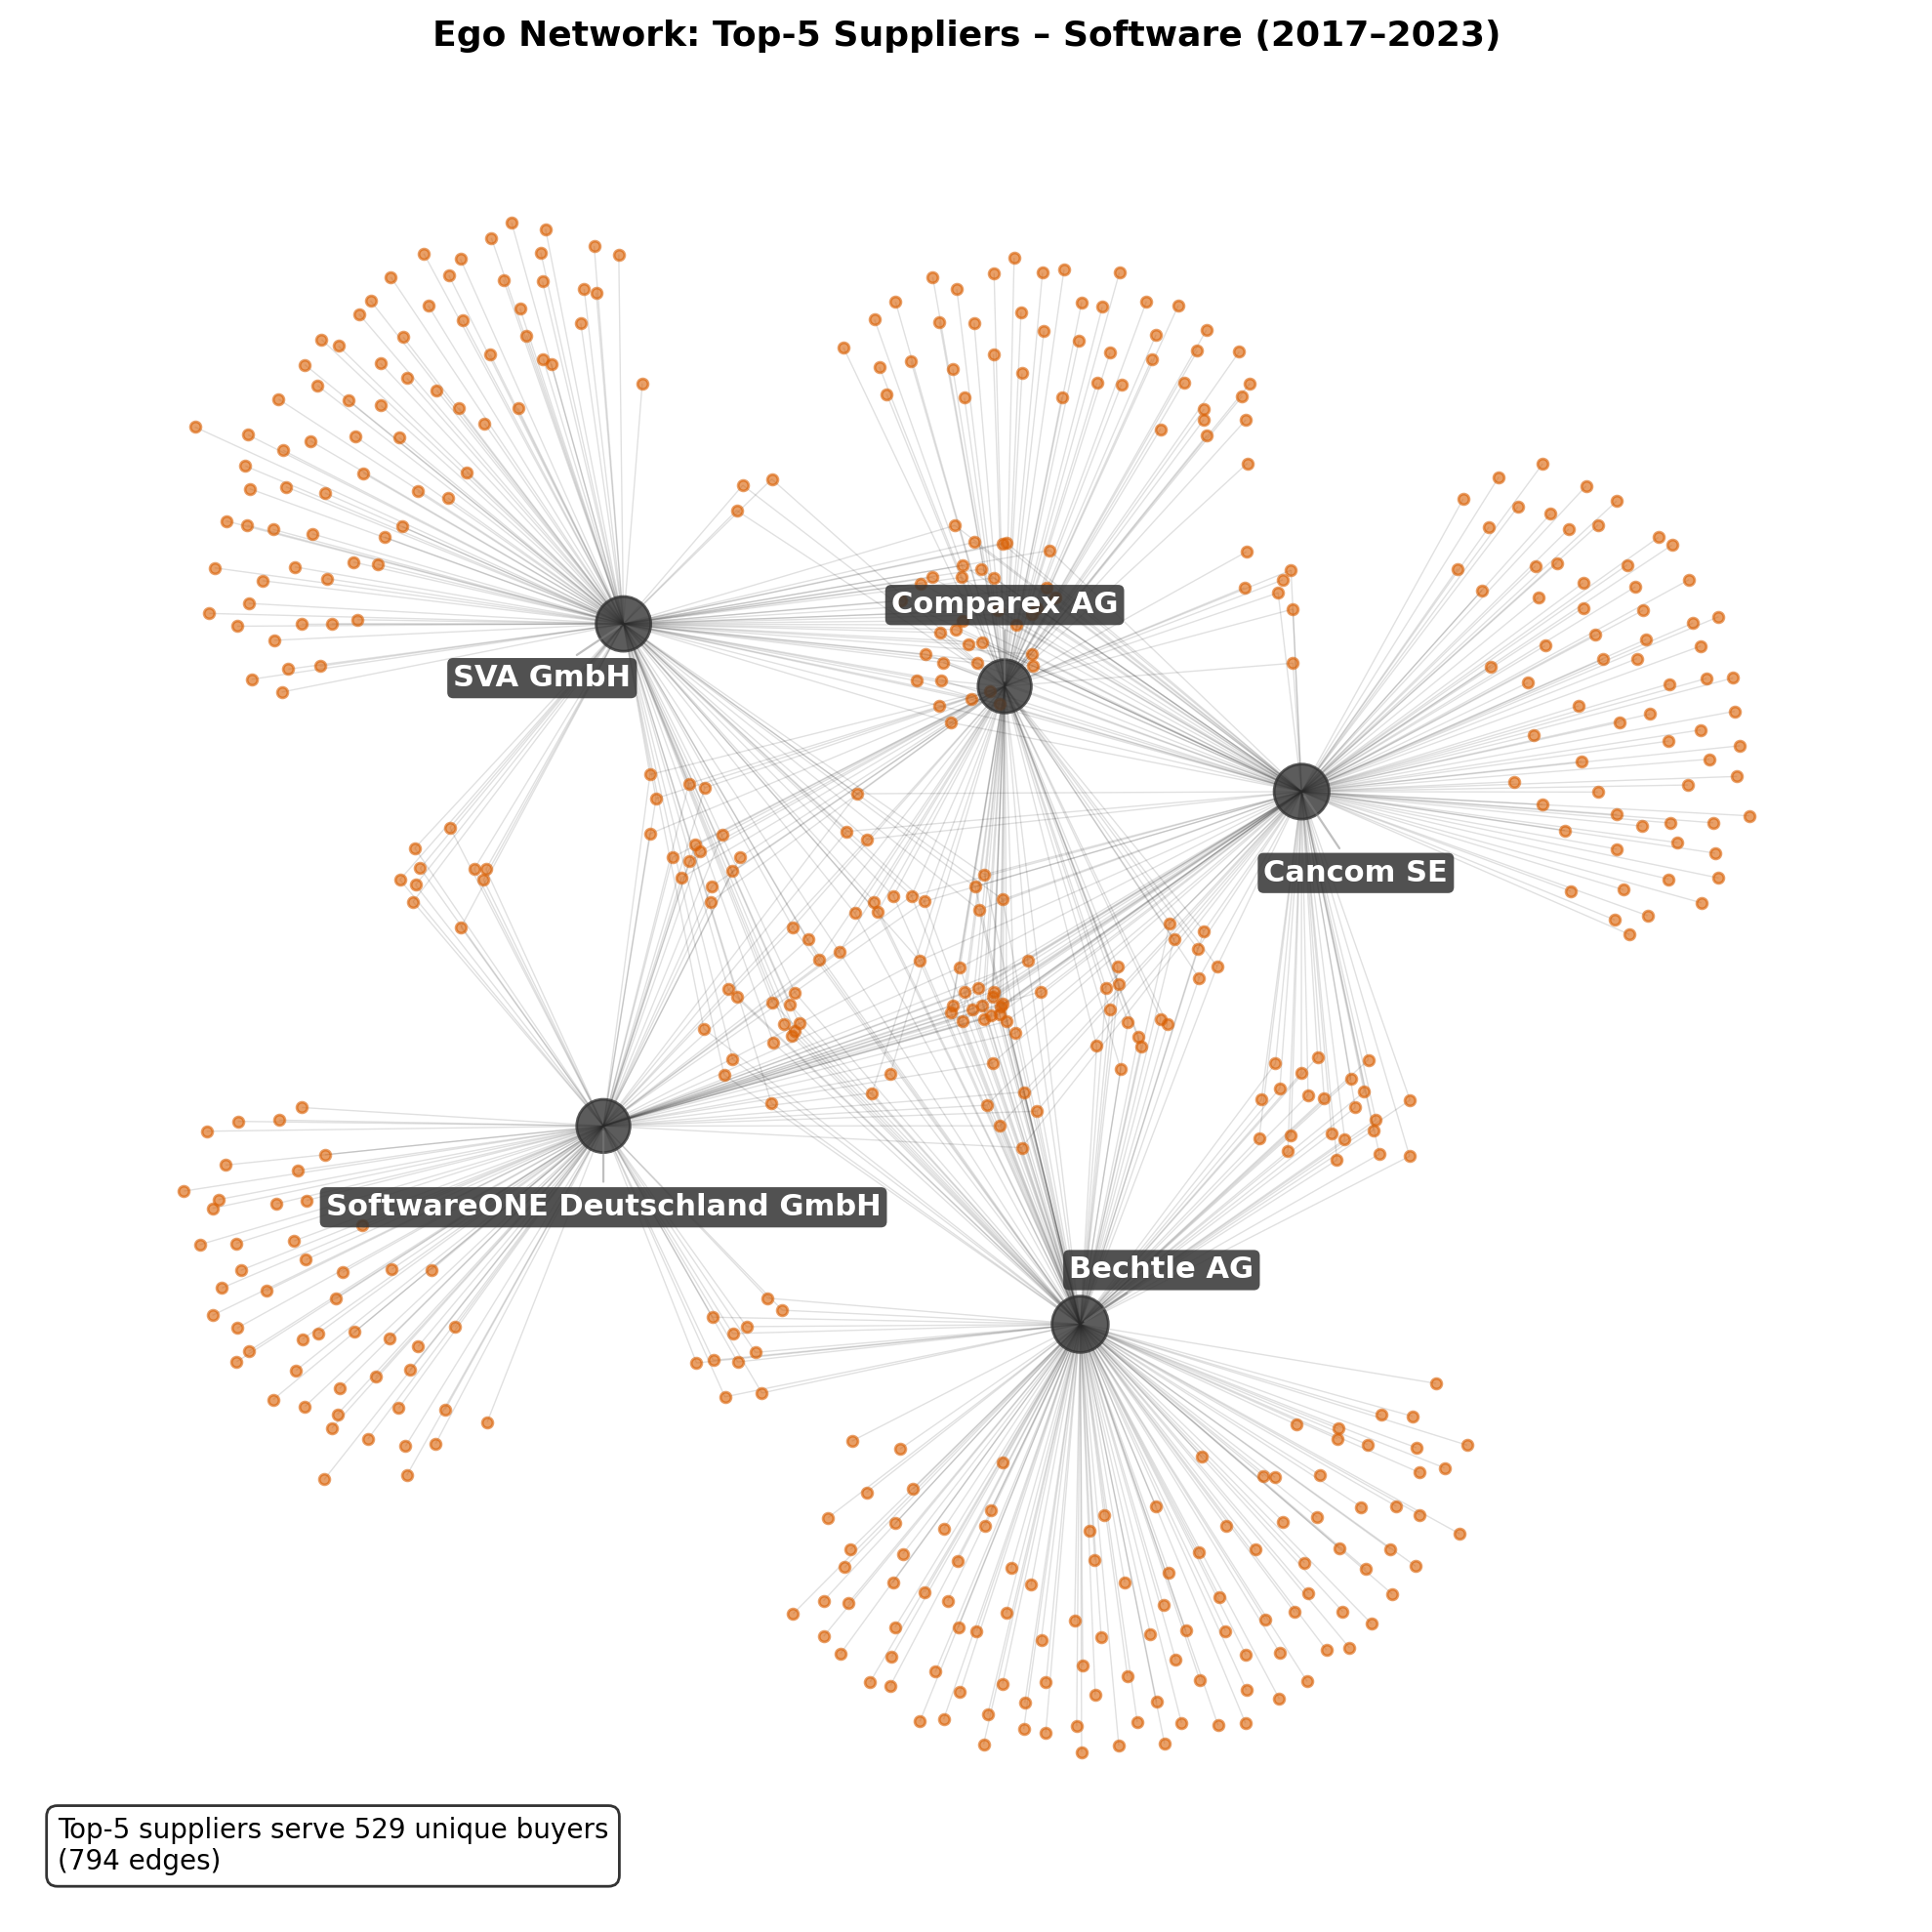 Ego Network: Top-5 Suppliers – Software (2017–2023)
Comparex AG
SVA GmbH
Cancom SE
SoftwareONE Deutschland GmbH
Bechtle AG
Top-5 suppliers serve 529 unique buyers
(794 edges)